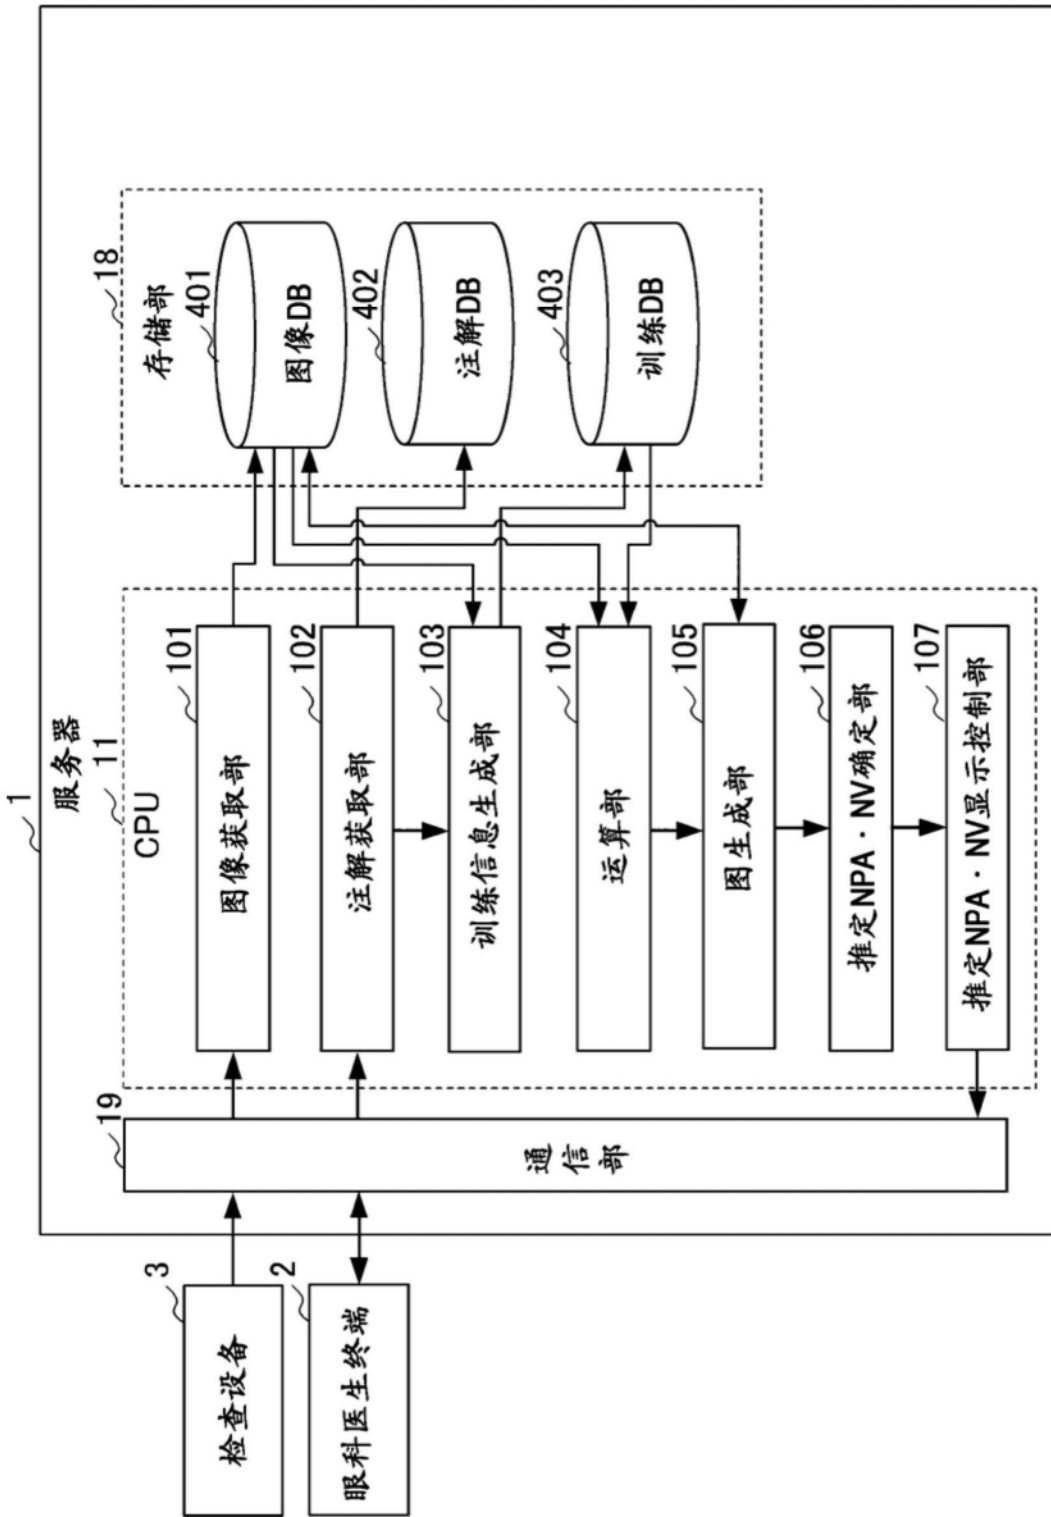 1
服务器
18
存储部
401
图像DB
402
注解DB
403
训练DB
11
CPU
101
图像获取部
102
注解获取部
103
训练信息生成部
104
运算部
105
图生成部
106
推定NPA·NV确定部
107
推定NPA·NV显示控制部
19
通信部
3
检查设备
2
眼科医生终端